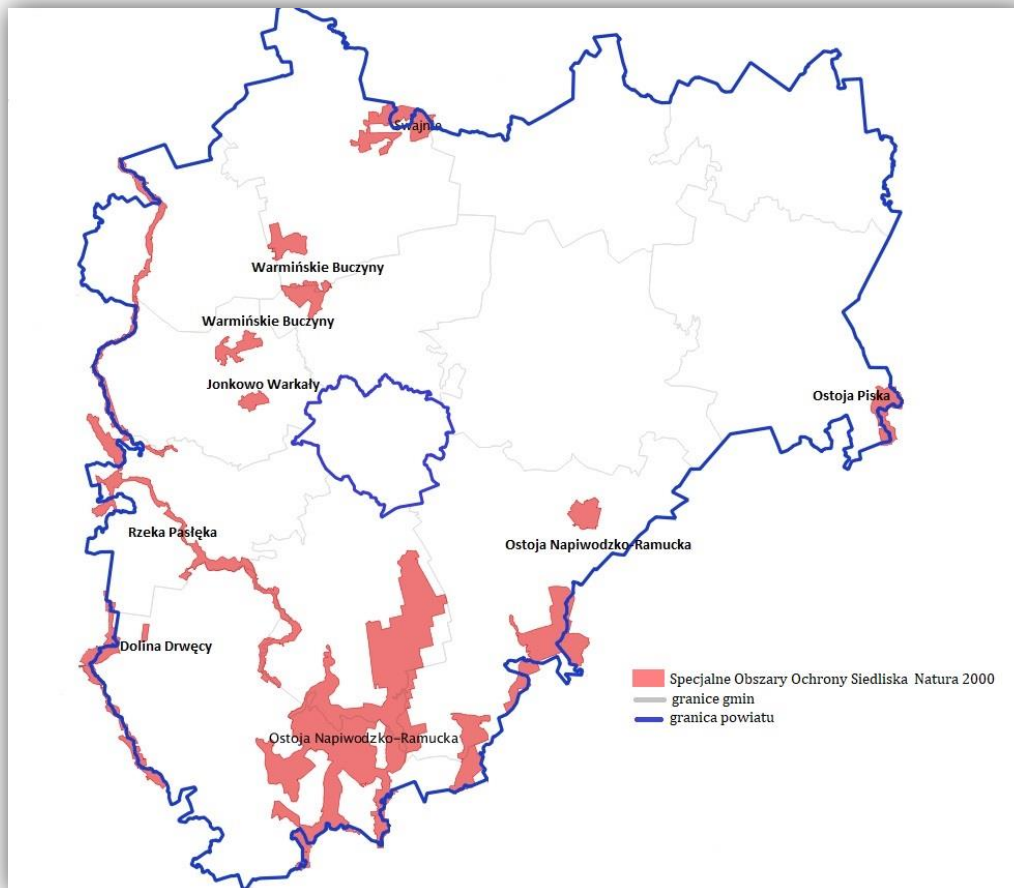 Swajnie
Warmińskie Buczyny
Warmińskie Buczyny
Jonkowo Warkały
Ostoja Piska
Rzeka Pasłęka
Ostoja Napiwodzko-Ramucka
Dolina Drwęcy
Specjalne Obszary Ochrony Siedliska Natura 2000
granice gmin
granica powiatu
Ostoja Napiwodzko-Ramucka